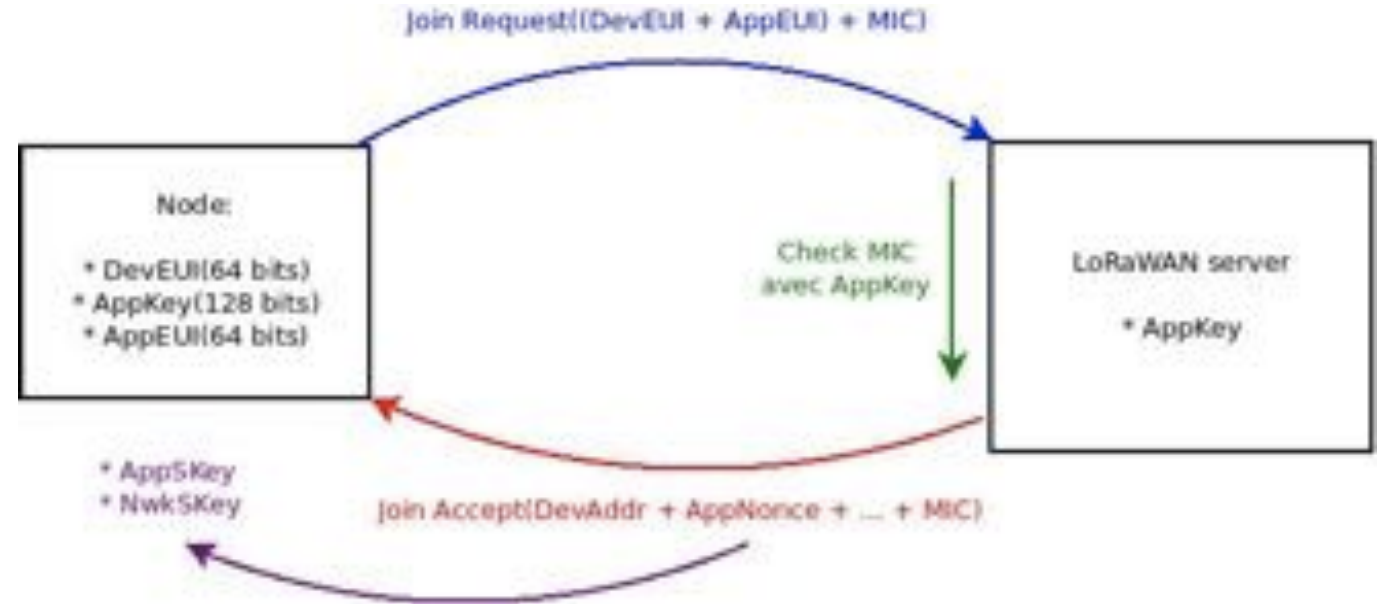 Join Request((DevEUI + AppEUI) + MIC)
Node:
* DevEUI(64 bits)
* AppKey(128 bits)
* AppEUI(64 bits)
Check MIC
avec AppKey
LoRaWAN server
* AppKey
* AppSKey
* NwkSKey
Join Accept(DevAddr + AppNonce + ... + MIC)